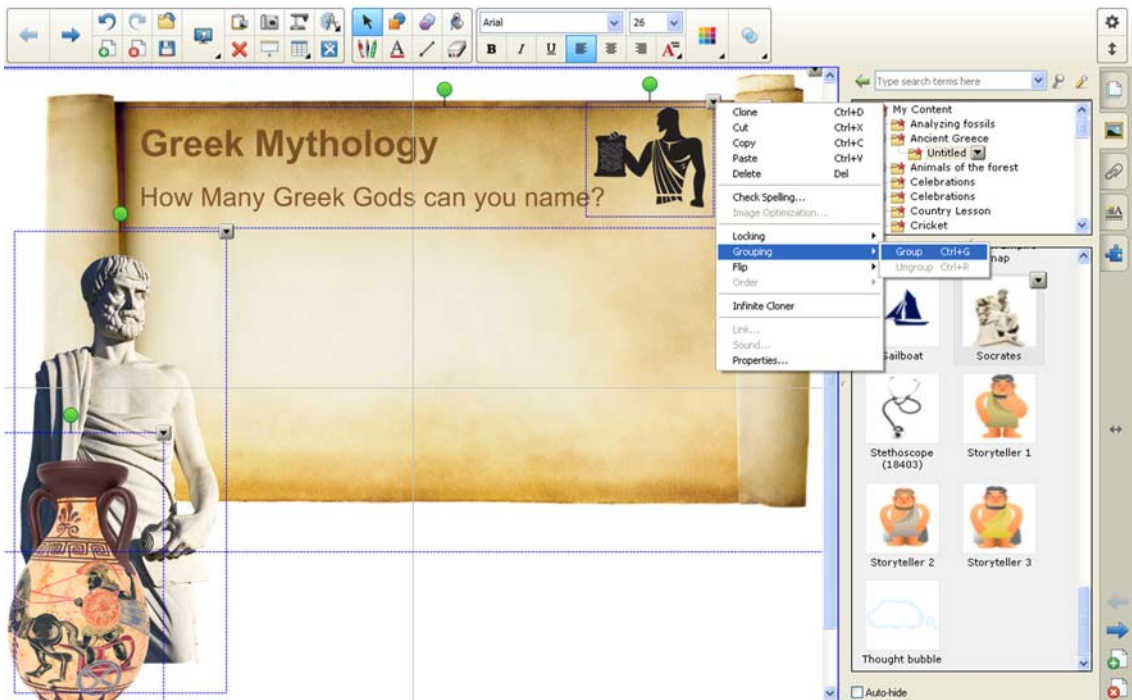 Arial
26
B I U
A
A
Type search terms here
My Content
Analyzing fossils
Ancient Greece
Untitled
Animals of the forest
Celebrations
Celebrations
Country Lesson
Cricket
Greek Mythology
How Many Greek Gods can you name?
Clone Ctrl+D
Cut Ctrl+X
Copy Ctrl+C
Paste Ctrl+V
Delete Del
Check Spelling...
Image Optimization...
Locking
Grouping
Flip
Order
Infinite Cloner
Link...
Sound...
Properties...
Group Ctrl+G
Ungroup Ctrl+R
map
Sailboat
Socrates
Stethoscope
(18403)
Storyteller 1
Storyteller 2
Storyteller 3
Thought bubble
Auto-hide